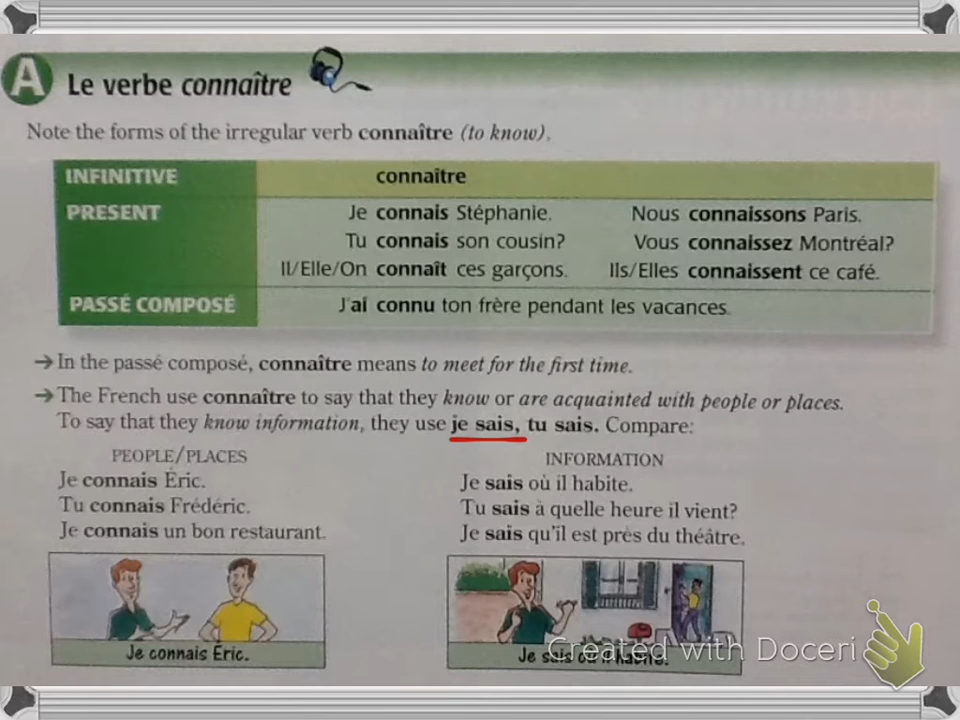 A Le verbe connaître
Note the forms of the irregular verb connaître (to know).
INFINITIVE connaître
PRESENT Je connais Stéphanie. Nous connaissons Paris.
Tu connais son cousin? Vous connaissez Montréal?
Il/Elle/On connaît ces garçons. Ils/Elles connaissent ce café.
PASSÉ COMPOSÉ J'ai connu ton frère pendant les vacances.
→ In the passé composé, connaître means to meet for the first time.
→ The French use connaître to say that they know or are acquainted with people or places.
To say that they know information, they use je sais, tu sais. Compare:
PEOPLE/PLACES INFORMATION
Je connais Éric. Je sais où il habite.
Tu connais Frédéric. Tu sais à quelle heure il vient?
Je connais un bon restaurant. Je sais qu'il est près du théâtre.
Je connais Éric. Je sais où il habite.
Created with Doceri